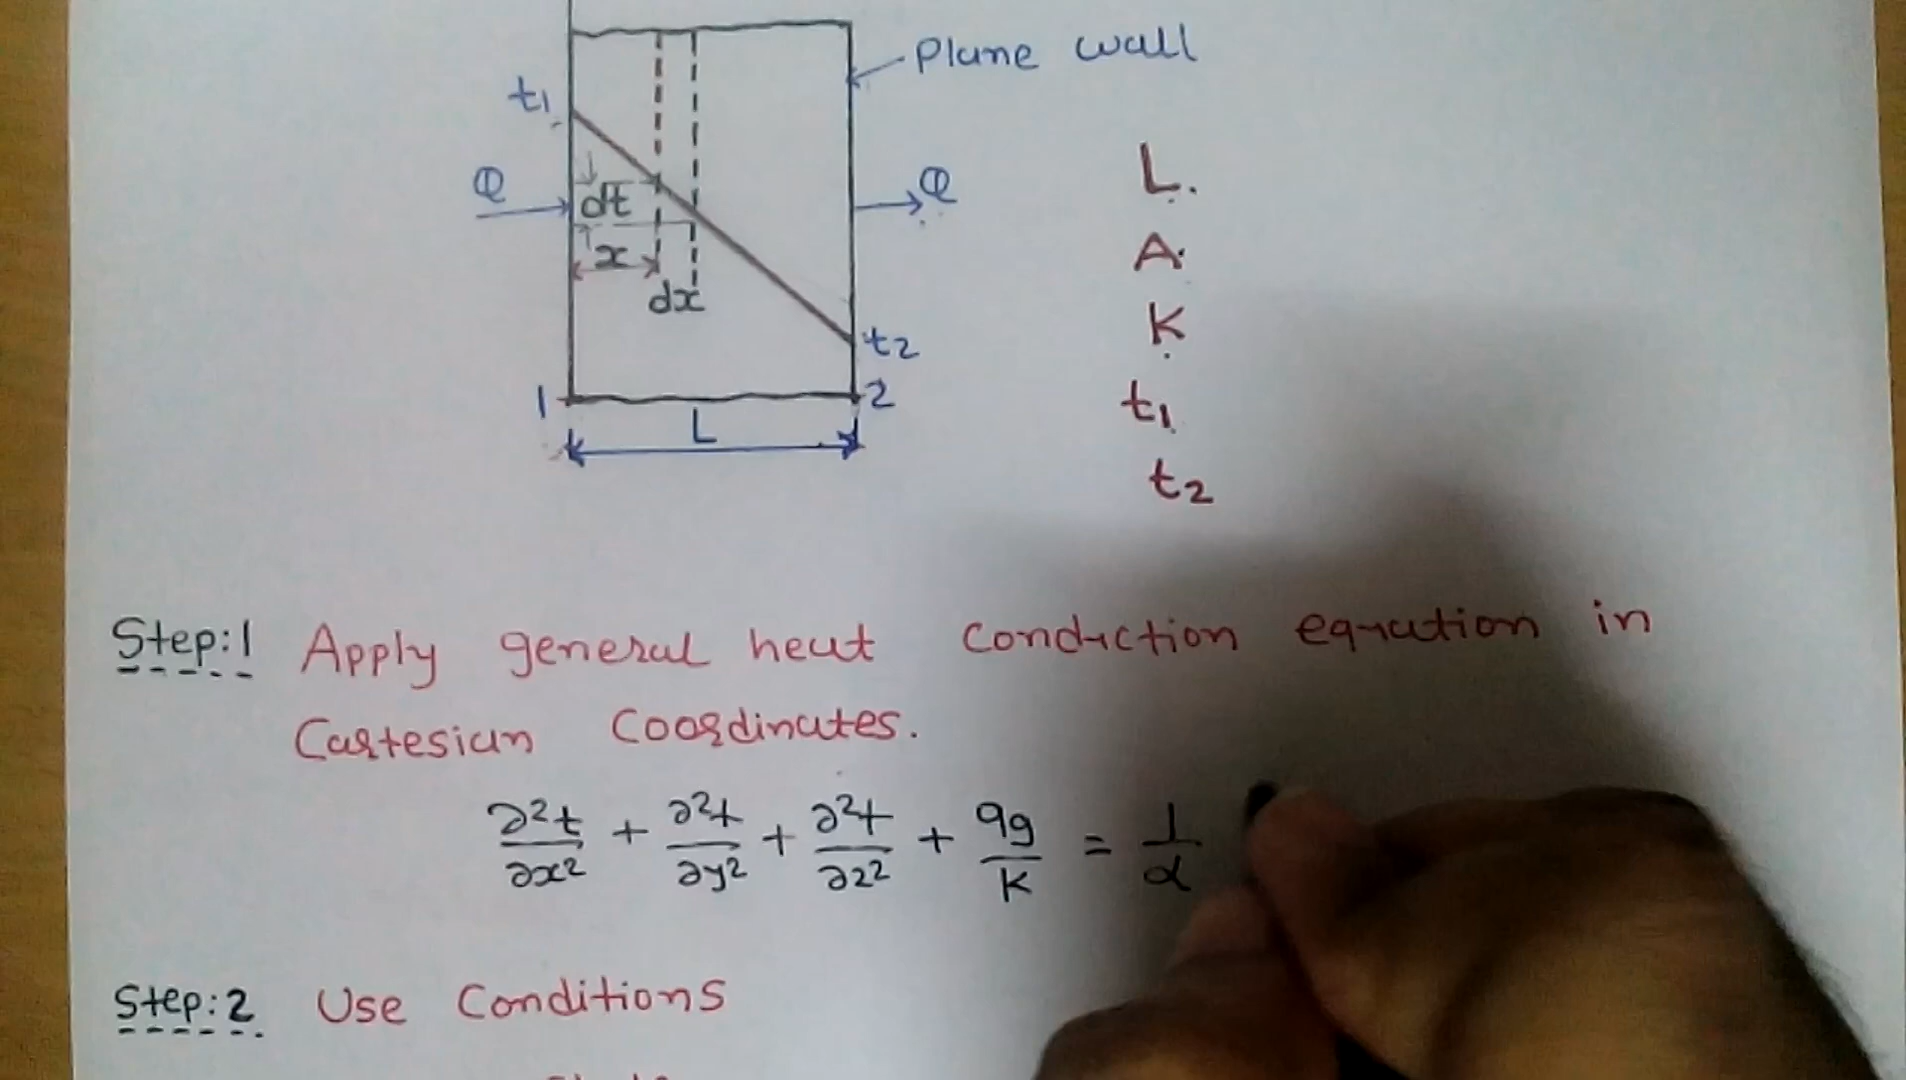 Plane wall
t1
Q
dt
x
dx
Q
t2
1
2
L
L.
A.
K
t1
t2
Step:1 Apply general heat conduction equation in
Cartesian Coordinates.
∂²t/∂x² + ∂²t/∂y² + ∂²t/∂z² + qg/k = 1/α
Step:2 Use Conditions